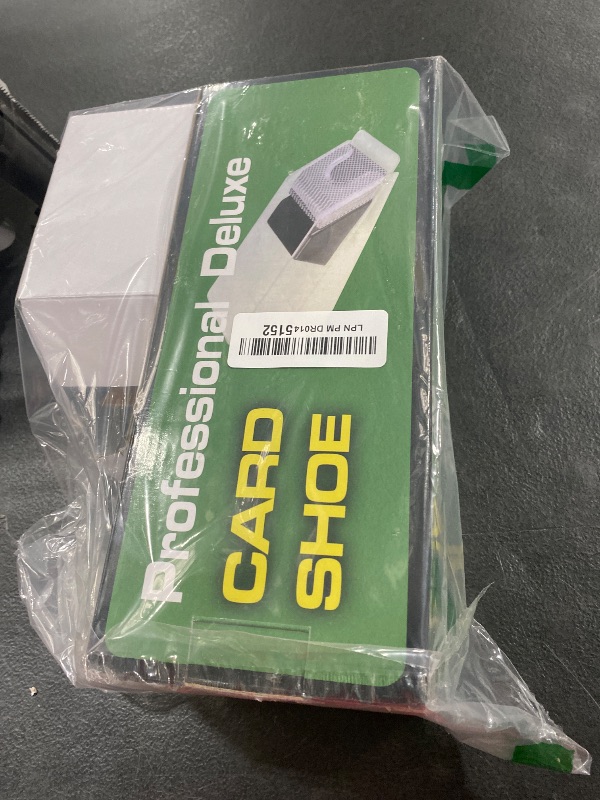 Professional Deluxe
CARD
SHOE
LPN PM DR0145152